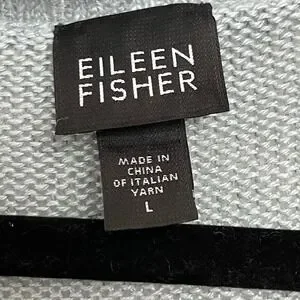 EILEEN
FISHER
MADE IN
CHINA
OF ITALIAN
YARN
L